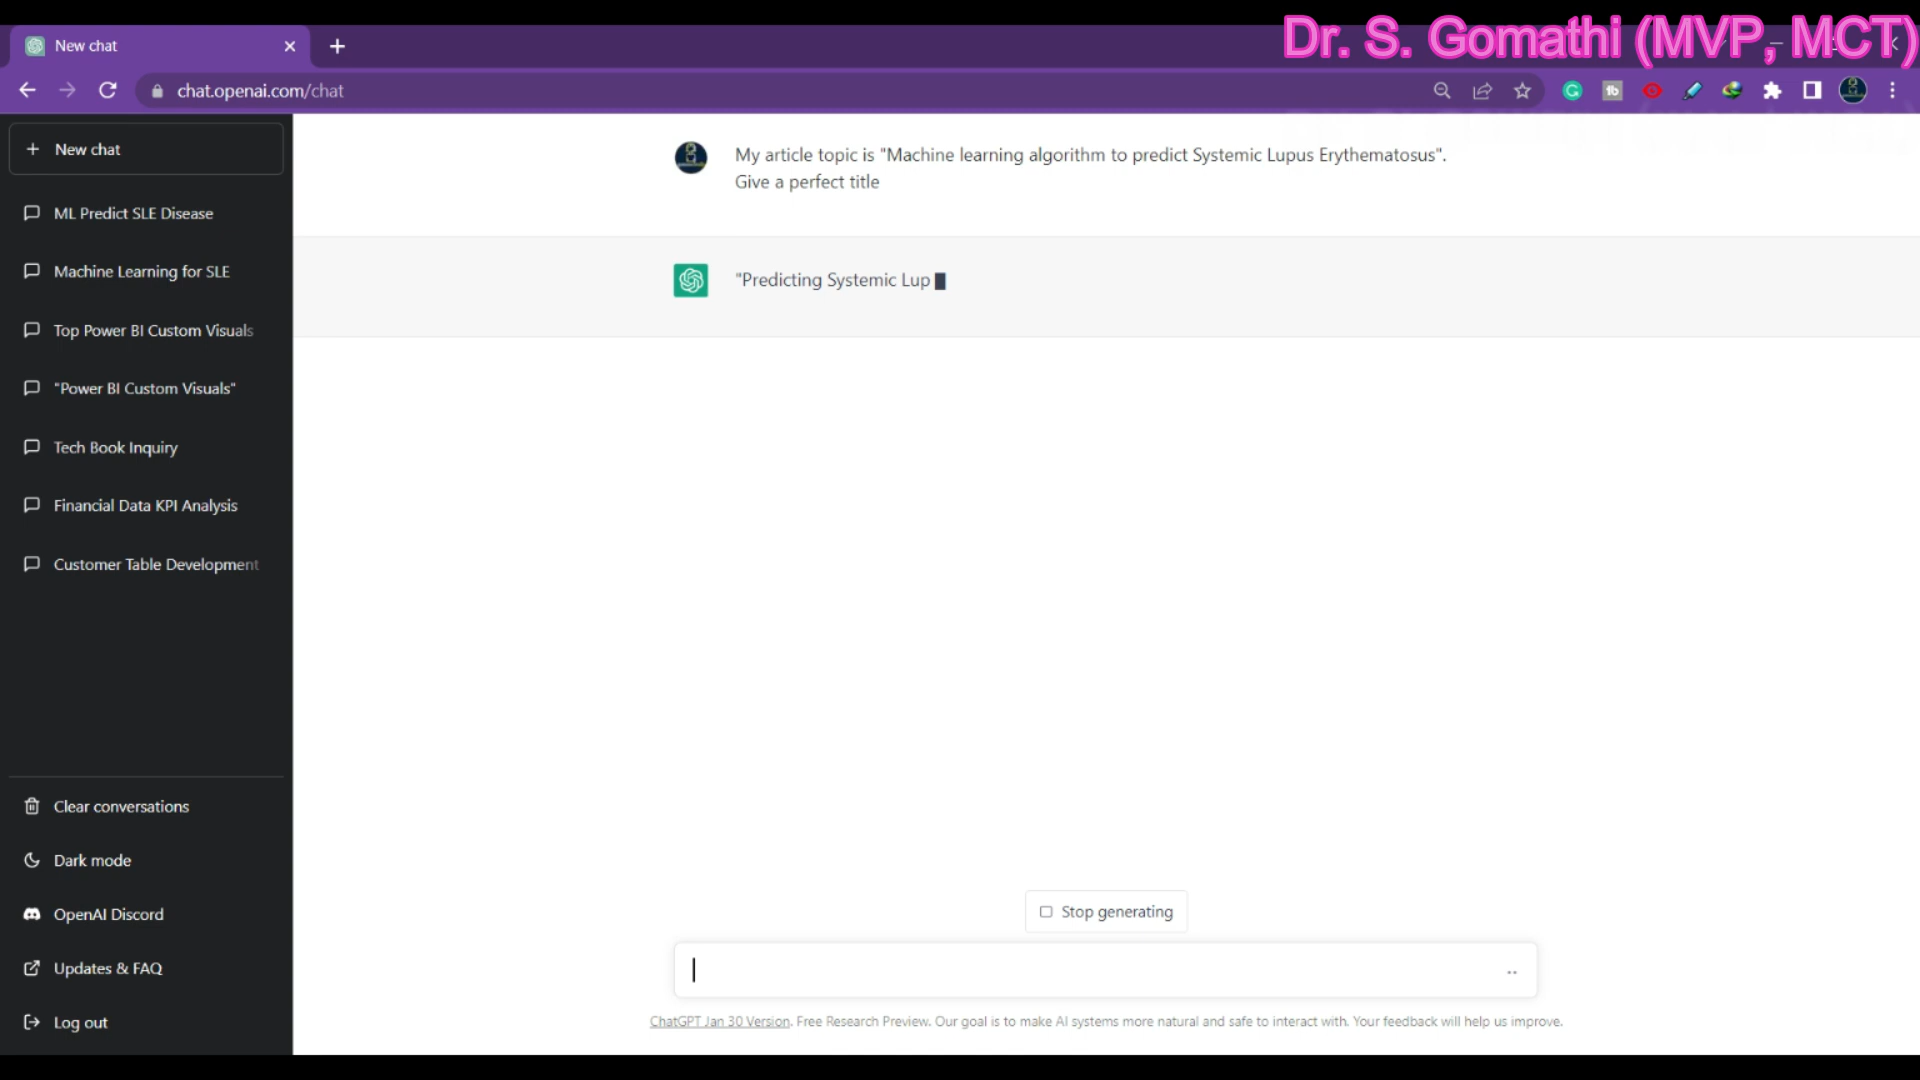 Dr. S. Gomathi (MVP, MCT)
New chat
chat.openai.com/chat
New chat
ML Predict SLE Disease
Machine Learning for SLE
Top Power BI Custom Visuals
"Power BI Custom Visuals"
Tech Book Inquiry
Financial Data KPI Analysis
Customer Table Development
Clear conversations
Dark mode
OpenAI Discord
Updates & FAQ
Log out
My article topic is "Machine learning algorithm to predict Systemic Lupus Erythematosus".
Give a perfect title
"Predicting Systemic Lup
Stop generating
ChatGPT Jan 30 Version. Free Research Preview. Our goal is to make AI systems more natural and safe to interact with. Your feedback will help us improve.